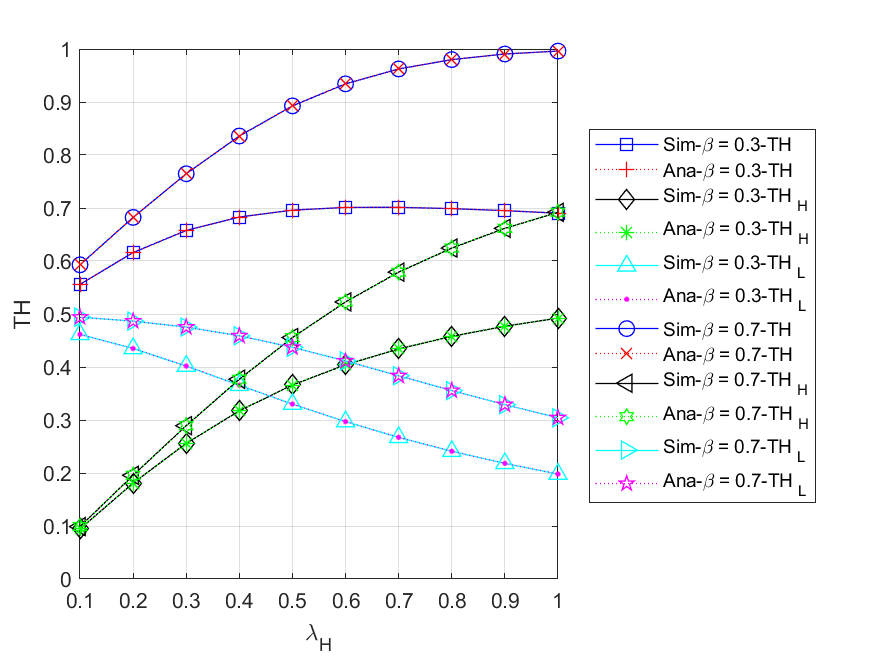 1
0.9
0.8
0.7
0.6
0.5
0.4
0.3
0.2
0.1
0
TH
0.1 0.2 0.3 0.4 0.5 0.6 0.7 0.8 0.9 1
λH
Sim-β = 0.3-TH
Ana-β = 0.3-TH
Sim-β = 0.3-TH H
Ana-β = 0.3-TH H
Sim-β = 0.3-TH L
Ana-β = 0.3-TH L
Sim-β = 0.7-TH
Ana-β = 0.7-TH
Sim-β = 0.7-TH H
Ana-β = 0.7-TH H
Sim-β = 0.7-TH L
Ana-β = 0.7-TH L